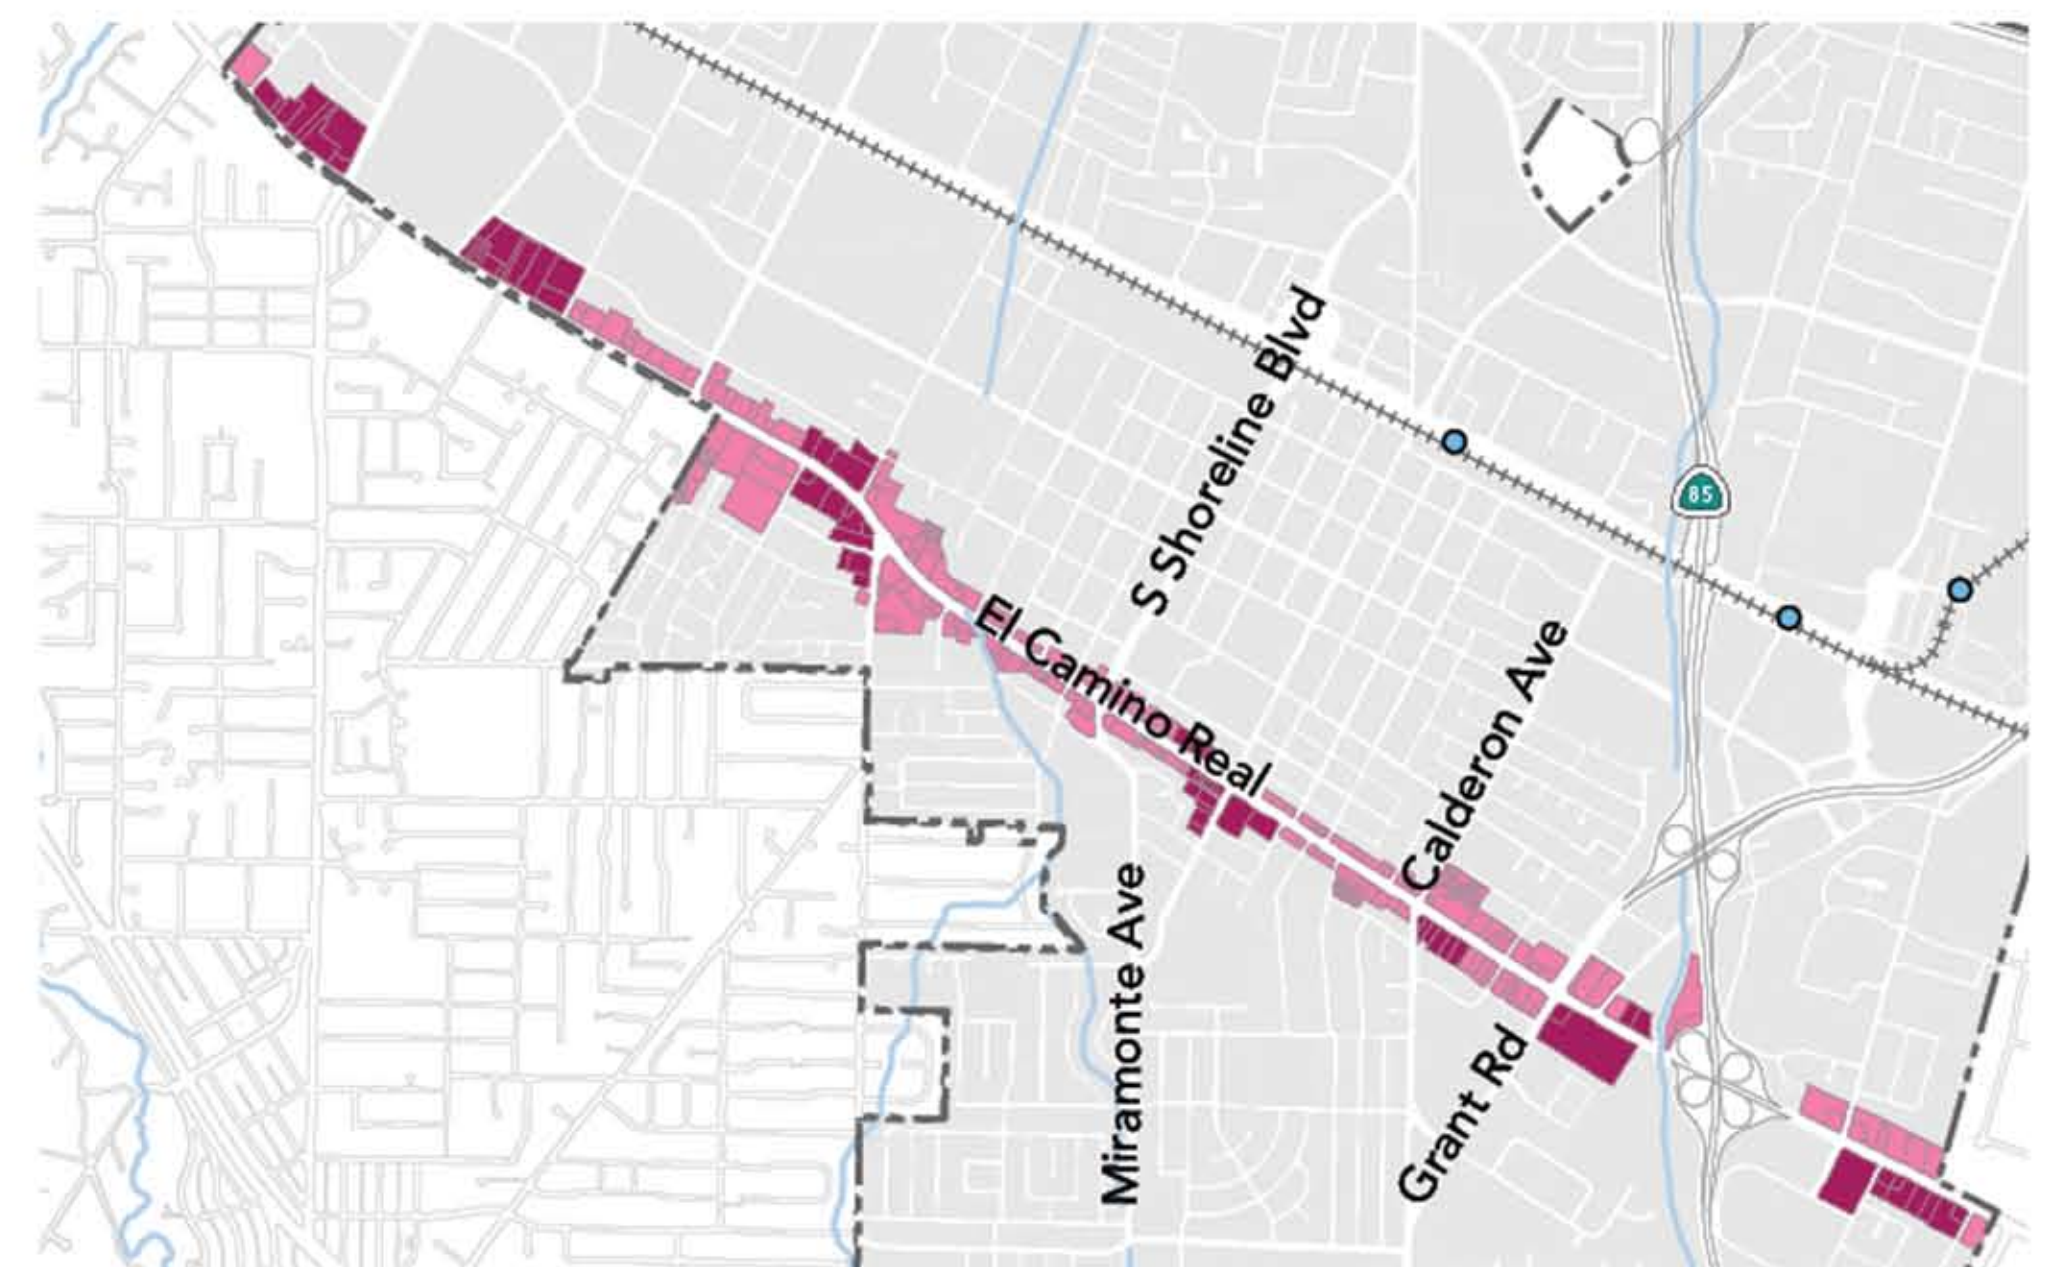 S Shoreline Blvd
85
El Camino Real
Calderon Ave
Miramonte Ave
Grant Rd